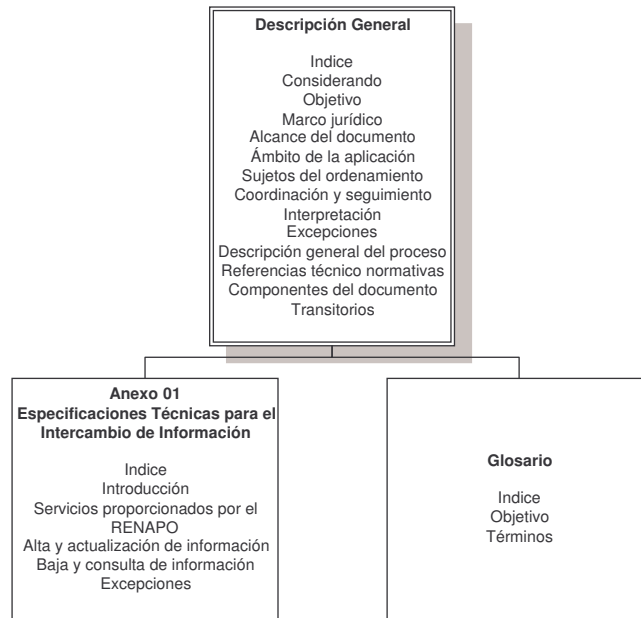 Descripción General
Indice
Considerando
Objetivo
Marco jurídico
Alcance del documento
Ámbito de la aplicación
Sujetos del ordenamiento
Coordinación y seguimiento
Interpretación
Excepciones
Descripción general del proceso
Referencias técnico normativas
Componentes del documento
Transitorios
Anexo 01
Especificaciones Técnicas para el
Intercambio de Información
Indice
Introducción
Servicios proporcionados por el
RENAPO
Alta y actualización de información
Baja y consulta de información
Excepciones
Glosario
Indice
Objetivo
Términos